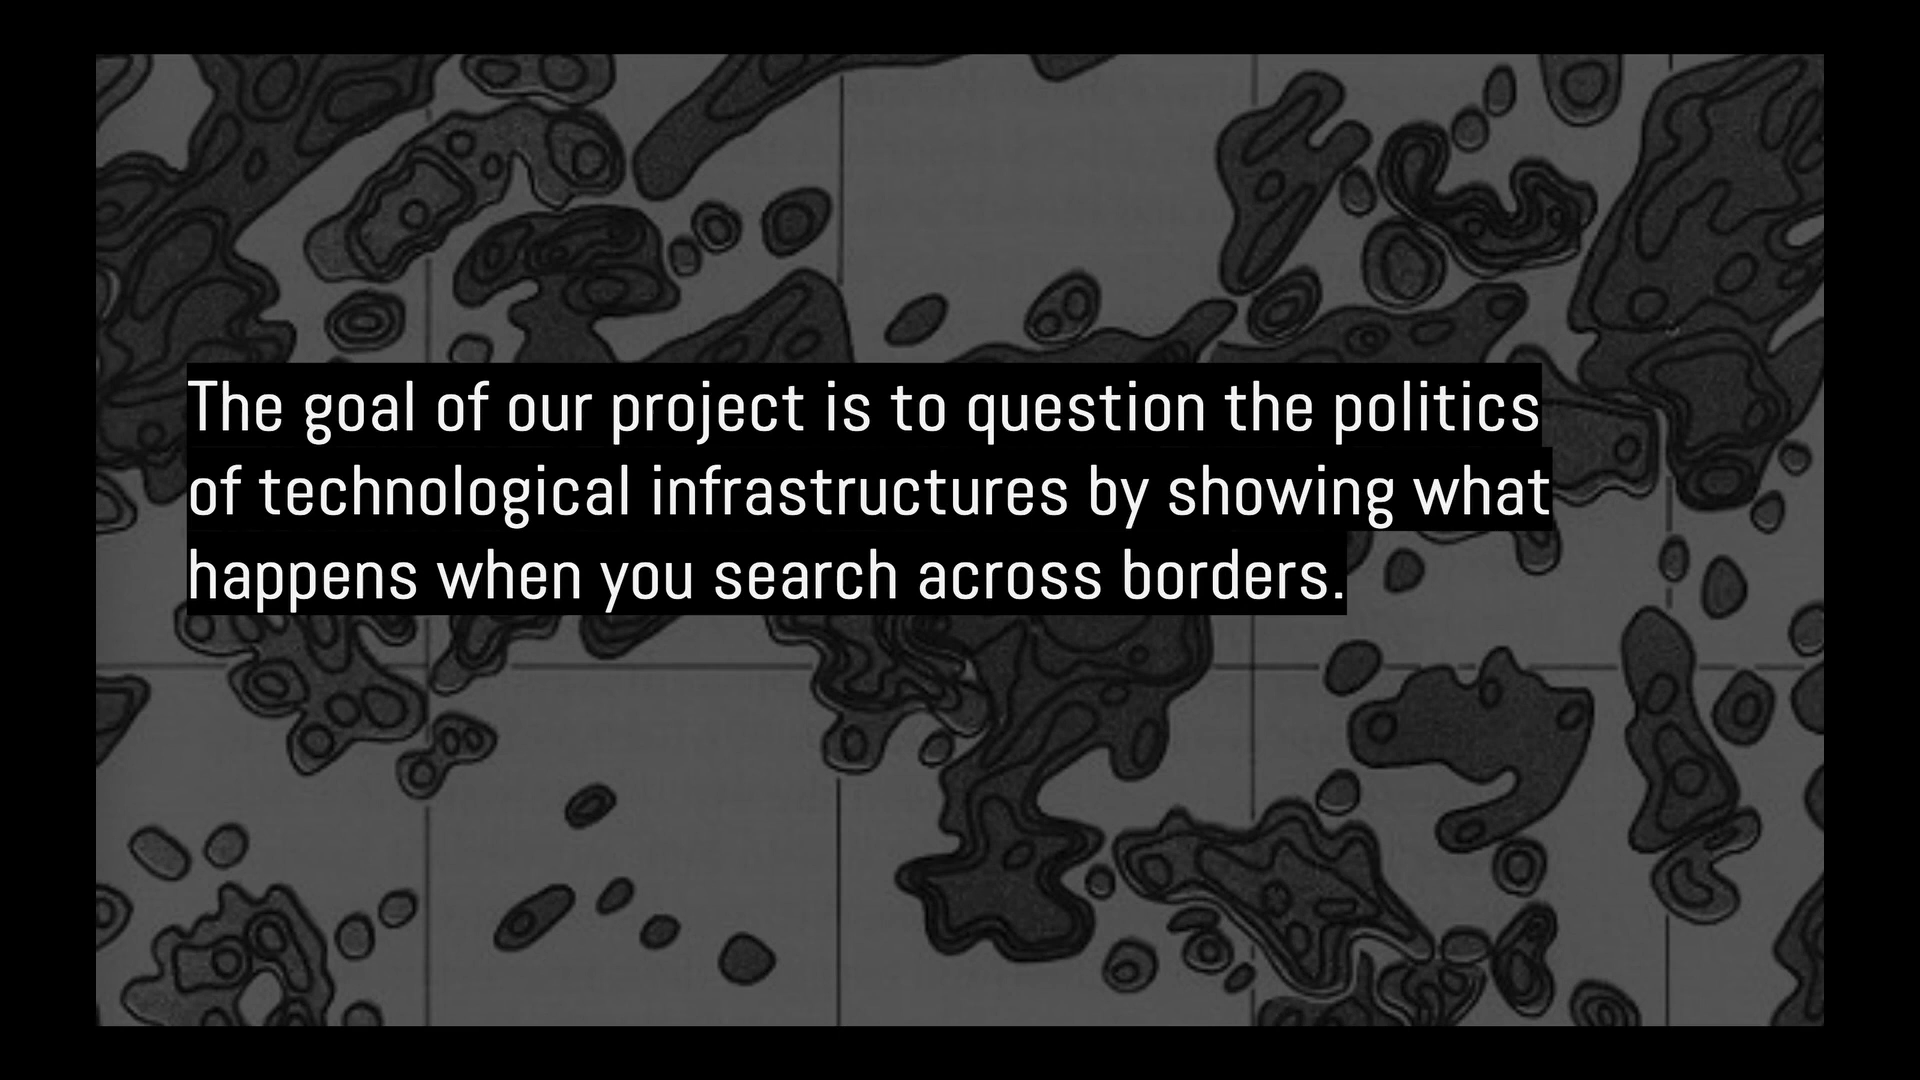 The goal of our project is to question the politics
of technological infrastructures by showing what
happens when you search across borders.